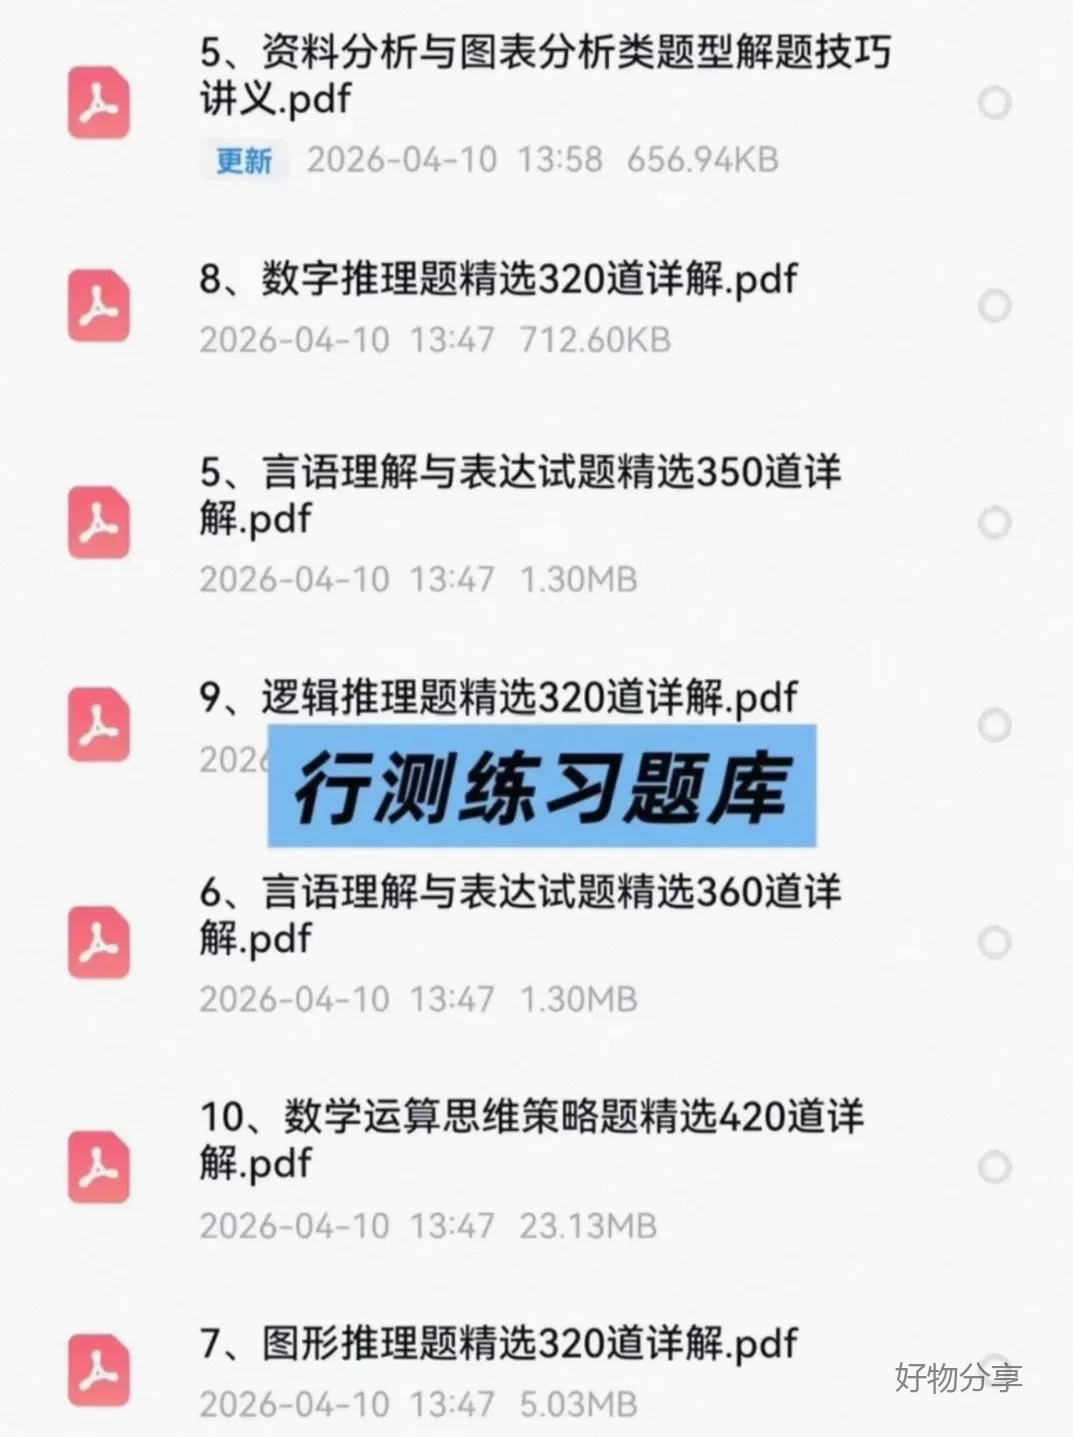 5、资料分析与图表分析类题型解题技巧
讲义.pdf
更新 2026-04-10 13:58 656.94KB
8、数字推理题精选320道详解.pdf
2026-04-10 13:47 712.60KB
5、言语理解与表达试题精选350道详
解.pdf
2026-04-10 13:47 1.30MB
9、逻辑推理题精选320道详解.pdf
2026
行测练习题库
6、言语理解与表达试题精选360道详
解.pdf
2026-04-10 13:47 1.30MB
10、数学运算思维策略题精选420道详
解.pdf
2026-04-10 13:47 23.13MB
7、图形推理题精选320道详解.pdf
2026-04-10 13:47 5.03MB
好物分享